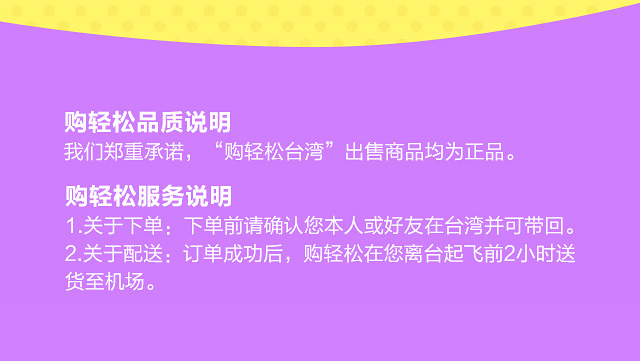 购轻松品质说明
我们郑重承诺，“购轻松台湾”出售商品均为正品。
购轻松服务说明
1.关于下单：下单前请确认您本人或好友在台湾并可带回。
2.关于配送：订单成功后，购轻松在您离台起飞前2小时送
货至机场。